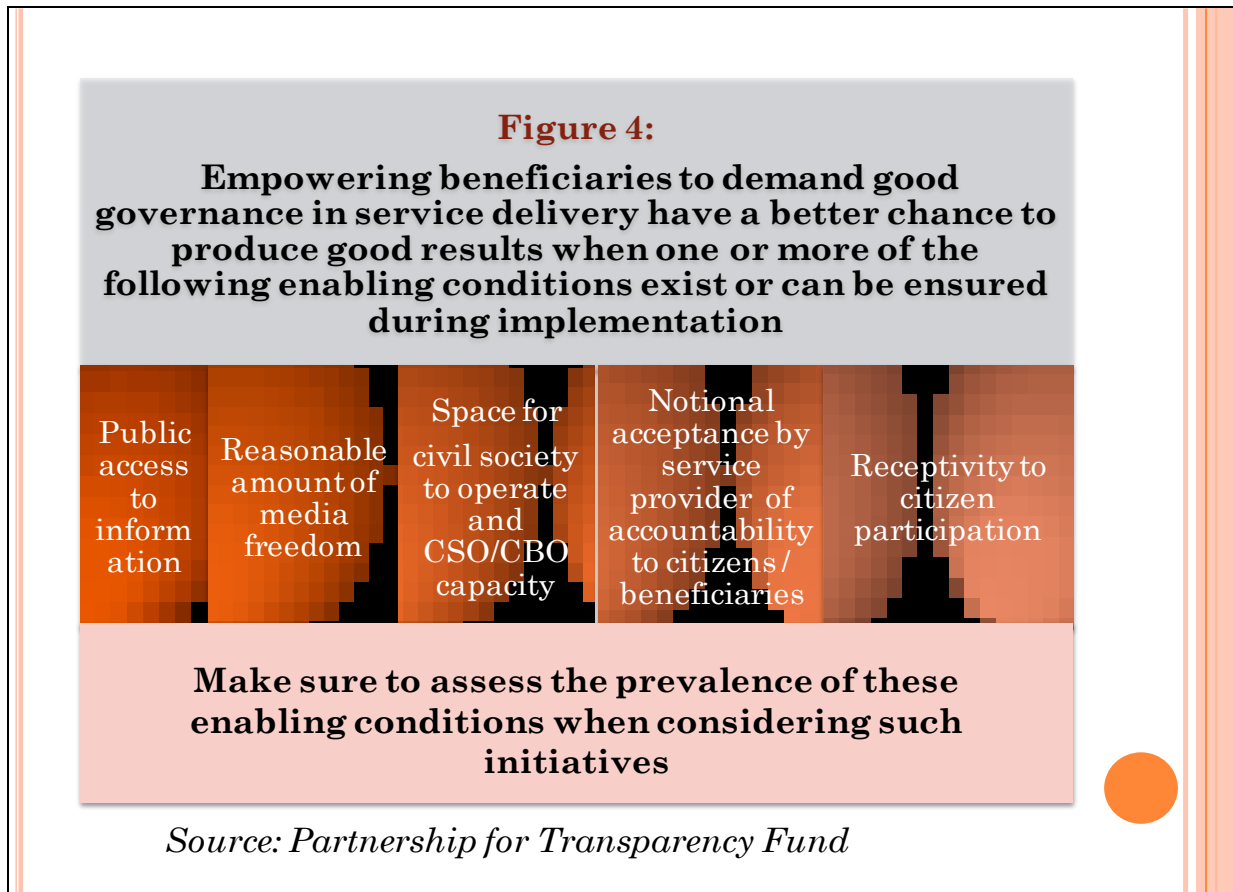 Figure 4:
Empowering beneficiaries to demand good
governance in service delivery have a better chance to
produce good results when one or more of the
following enabling conditions exist or can be ensured
during implementation
Public
access
to
inform
ation
Reasonable
amount of
media
freedom
Space for
civil society
to operate
and
CSO/CBO
capacity
Notional
acceptance by
service
provider of
accountability
to citizens /
beneficiaries
Receptivity to
citizen
participation
Make sure to assess the prevalence of these
enabling conditions when considering such
initiatives
Source: Partnership for Transparency Fund